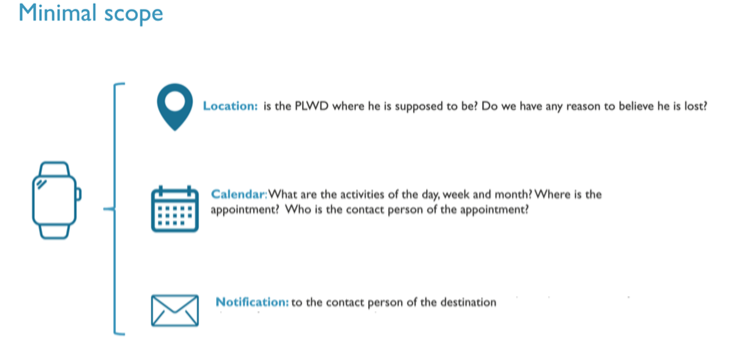 Minimal scope
Location: is the PLWD where he is supposed to be? Do we have any reason to believe he is lost?
Calendar:What are the activities of the day, week and month? Where is the
appointment? Who is the contact person of the appointment?
Notification: to the contact person of the destination